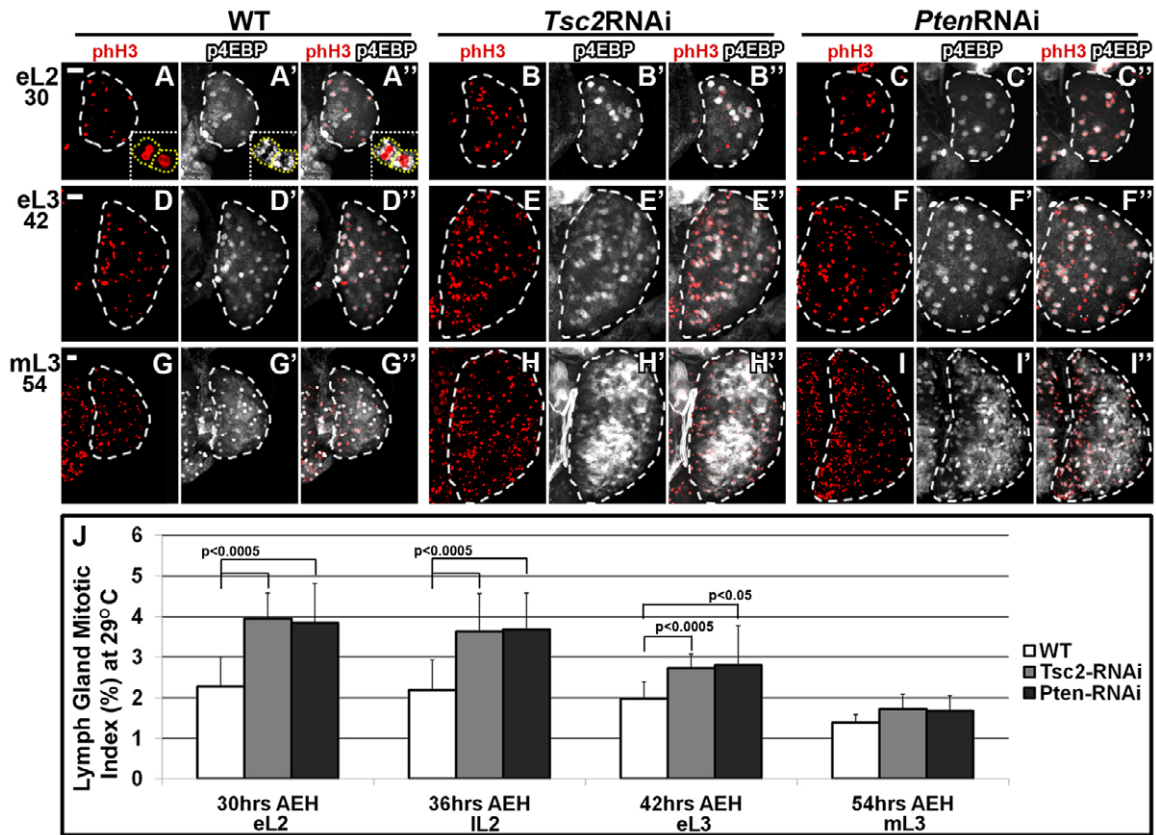 WT Tsc2RNAi PtenRNAi
phH3 p4EBP phH3 p4EBP phH3 p4EBP phH3 p4EBP phH3 p4EBP phH3 p4EBP
eL2
30
A A' A'' B B' B'' C C' C''
eL3
42
D D' D'' E E' E'' F F' F''
mL3
54
G G' G'' H H' H'' I I' I''
J
Lymph Gland Mitotic
Index (%) at 29°C
6
5
4
3
2
1
0
p<0.0005
p<0.0005
p<0.05
p<0.0005
WT
Tsc2-RNAi
Pten-RNAi
30hrs AEH 36hrs AEH 42hrs AEH 54hrs AEH
eL2 lL2 eL3 mL3